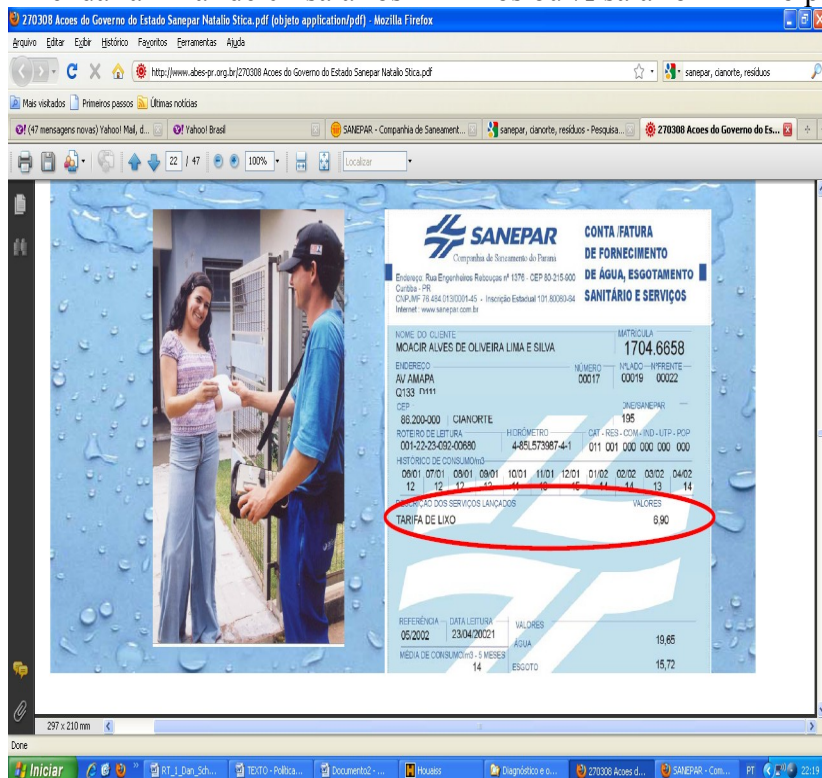 270308 Acoes do Governo do Estado Sanepar Natalio Stica.pdf (objeto application/pdf) - Mozilla Firefox
Arquivo Editar Exibir Histórico Favoritos Ferramentas Ajuda
http://www.abes-pr.org.br/270308 Acoes do Governo do Estado Sanepar Natalio Stica.pdf
sanepar, cianorte, resíduos
Mais visitados Primeiros passos Últimas notícias
(47 mensagens novas) Yahoo! Mail, d...
Yahoo! Brasil
SANEPAR - Companhia de Saneament...
sanepar, cianorte, resíduos - Pesquisa...
270308 Acoes do Governo do Es...
22 / 47
100%
Localizar
SANEPAR
Companhia de Saneamento do Paraná
CONTA /FATURA
DE FORNECIMENTO
DE ÁGUA, ESGOTAMENTO
SANITÁRIO E SERVIÇOS
Endereço: Rua Engenheiros Rebouças nº 1376 - CEP 80-215-900
Curitiba - PR
CNPJ/MF 76.484.013/0001-45 - Inscrição Estadual 101.80080-64
Internet: www.sanepar.com.br
NOME DO CLIENTE
MOACIR ALVES DE OLIVEIRA LIMA E SILVA
MATRICULA
1704.6658
ENDEREÇO
AV AMAPA
NÚMERO
00017
NºLADO
00019
NºFRENTE
00022
CEP
86.200-000 CIANORTE
195
ROTEIRO DE LEITURA
001-22-23-092-00680
HIDRÔMETRO
4-85L573987-4-1
CAT - RES - COM - IND - UTP - POP
011 001 000 000 000 000
HISTÓRICO DE CONSUMO/m3
06/01 07/01 08/01 09/01 10/01 11/01 12/01 01/02 02/02 03/02 04/02
12 12 12 12 14 13 14
DESCRIÇÃO DOS SERVIÇOS LANÇADOS
VALORES
TARIFA DE LIXO
6,90
REFERÊNCIA
05/2002
DATA LEITURA
23/04/20021
VALORES
ÁGUA
19,65
MÉDIA DE CONSUMO/m3 - 5 MESES
14
ESGOTO
15,72
297 x 210 mm
Done
Iniciar
RT_1_Dan_Sch...
TEXTO - Política...
Documento2 - ...
Houaiss
Diagnóstico e o...
270308 Acoes d...
SANEPAR - Com...
PT
22:19